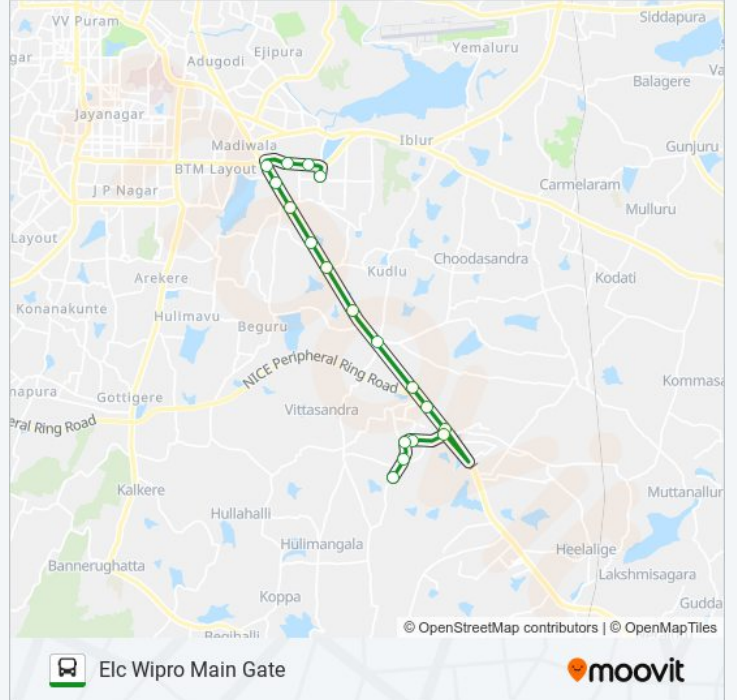 VV Puram
Siddapura
gar
Adugodi
Ejipura
Yemaluru
Va
Balagere
Jayanagar
Madiwala
Iblur
Gunjuru
BTM Layout
J P Nagar
Carmelaram
Mulluru
Layout
Choodasandra
Arekere
Kudlu
Kodati
Konanakunte
Hulimavu
Beguru
NICE Peripheral Ring Road
Kommasa
napura
Gottigere
Vittasandra
eral Ring Road
Kalkere
Muttanallur
Hullahalli
Hulimangala
Heelalige
Bannerughatta
Lakshmisagara
Koppa
Gudda
Begihalli
© OpenStreetMap contributors | © OpenMapTiles
Elc Wipro Main Gate
moovit